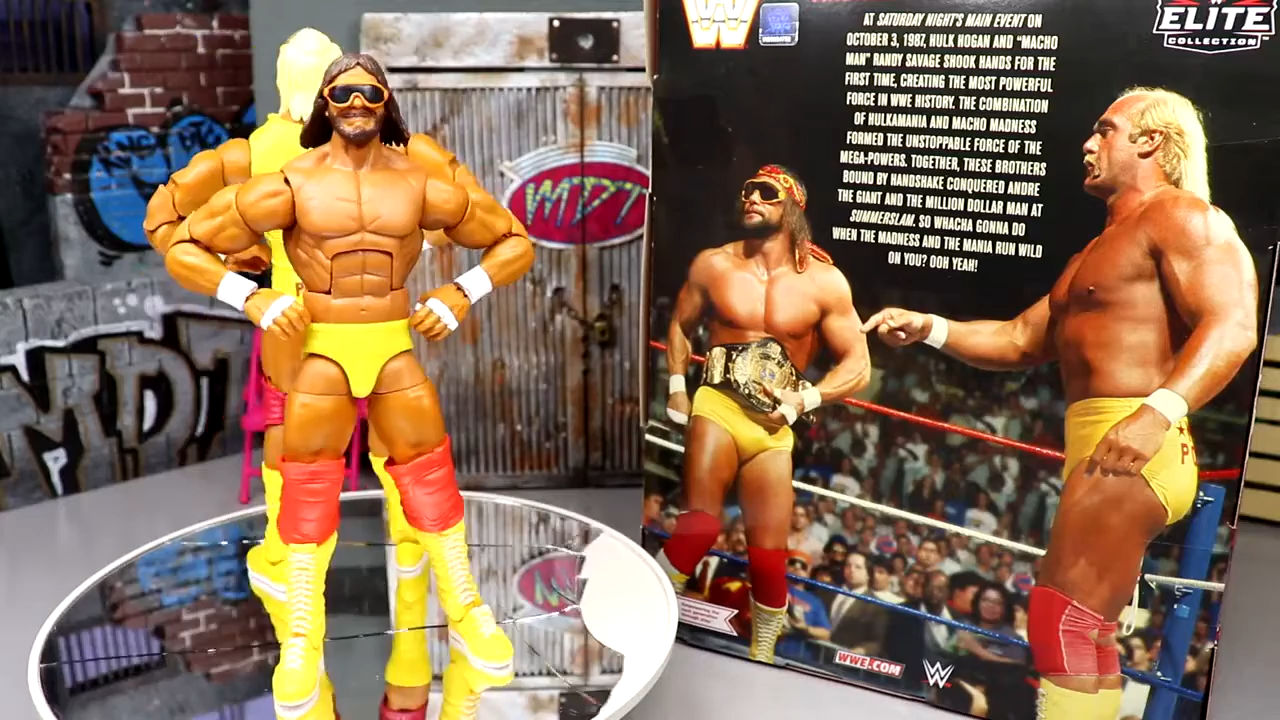 AT SATURDAY NIGHT'S MAIN EVENT ON
OCTOBER 3, 1987, HULK HOGAN AND "MACHO
MAN" RANDY SAVAGE SHOOK HANDS FOR THE
FIRST TIME, CREATING THE MOST POWERFUL
FORCE IN WWE HISTORY. THE COMBINATION
OF HULKAMANIA AND MACHO MADNESS
FORMED THE UNSTOPPABLE FORCE OF THE
MEGA-POWERS. TOGETHER, THESE BROTHERS
BOUND BY HANDSHAKE CONQUERED ANDRE
THE GIANT AND THE MILLION DOLLAR MAN AT
SUMMERSLAM. SO WHACHA GONNA DO
WHEN THE MADNESS AND THE MANIA RUN WILD
ON YOU? OOH YEAH!
ELITE
COLLECTION
MDT
MDT
WWE.COM
W